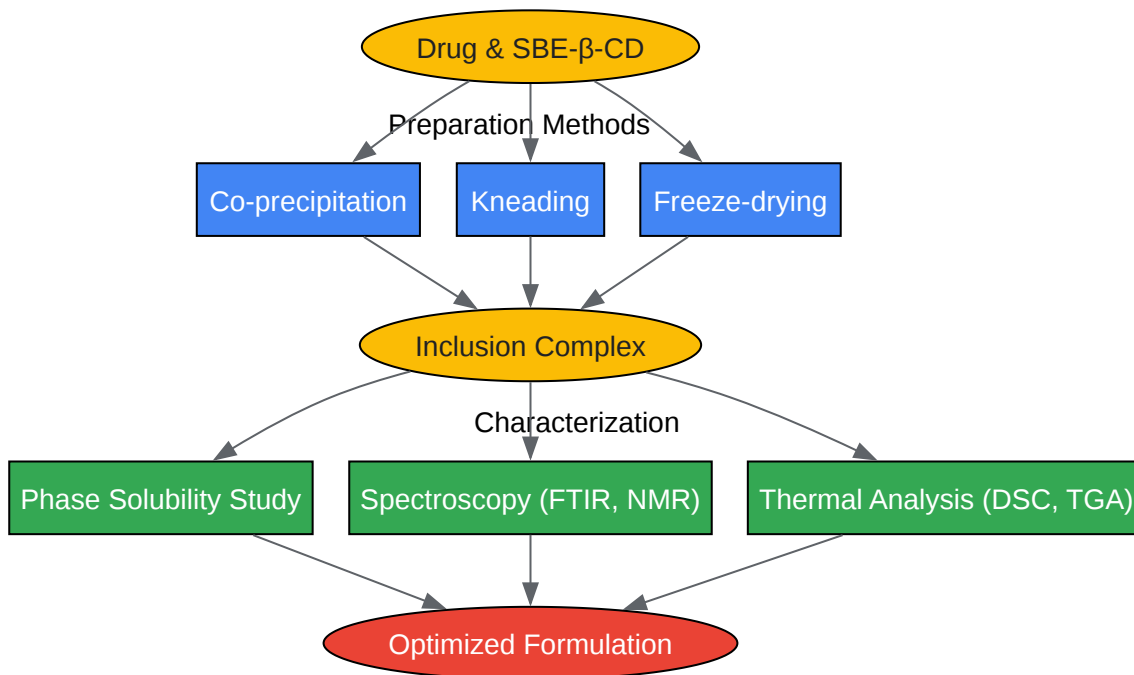 Drug & SBE-β-CD
Preparation Methods
Co-precipitation
Kneading
Freeze-drying
Inclusion Complex
Characterization
Phase Solubility Study
Spectroscopy (FTIR, NMR)
Thermal Analysis (DSC, TGA)
Optimized Formulation